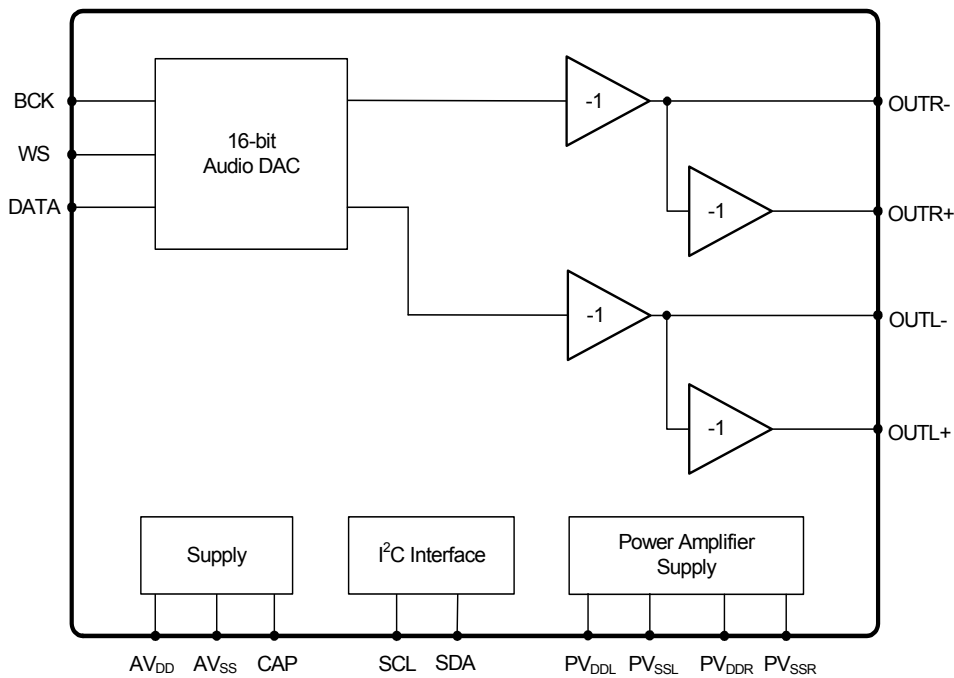 BCK
WS
DATA
16-bit
Audio DAC
-1
OUTR-
-1
OUTR+
-1
OUTL-
-1
OUTL+
Supply
I²C Interface
Power Amplifier
Supply
AVDD
AVSS
CAP
SCL
SDA
PVDDL
PVSSL
PVDDR
PVSSR